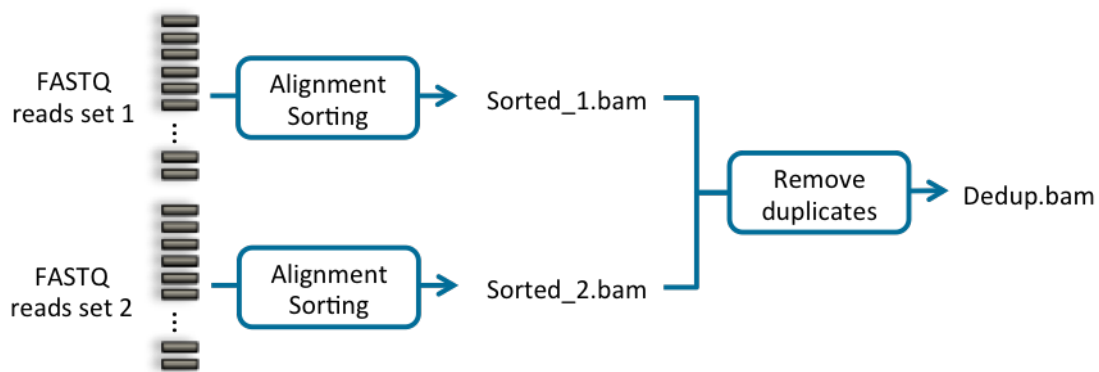 FASTQ
reads set 1
Alignment
Sorting
Sorted_1.bam
FASTQ
reads set 2
Alignment
Sorting
Sorted_2.bam
Remove
duplicates
Dedup.bam